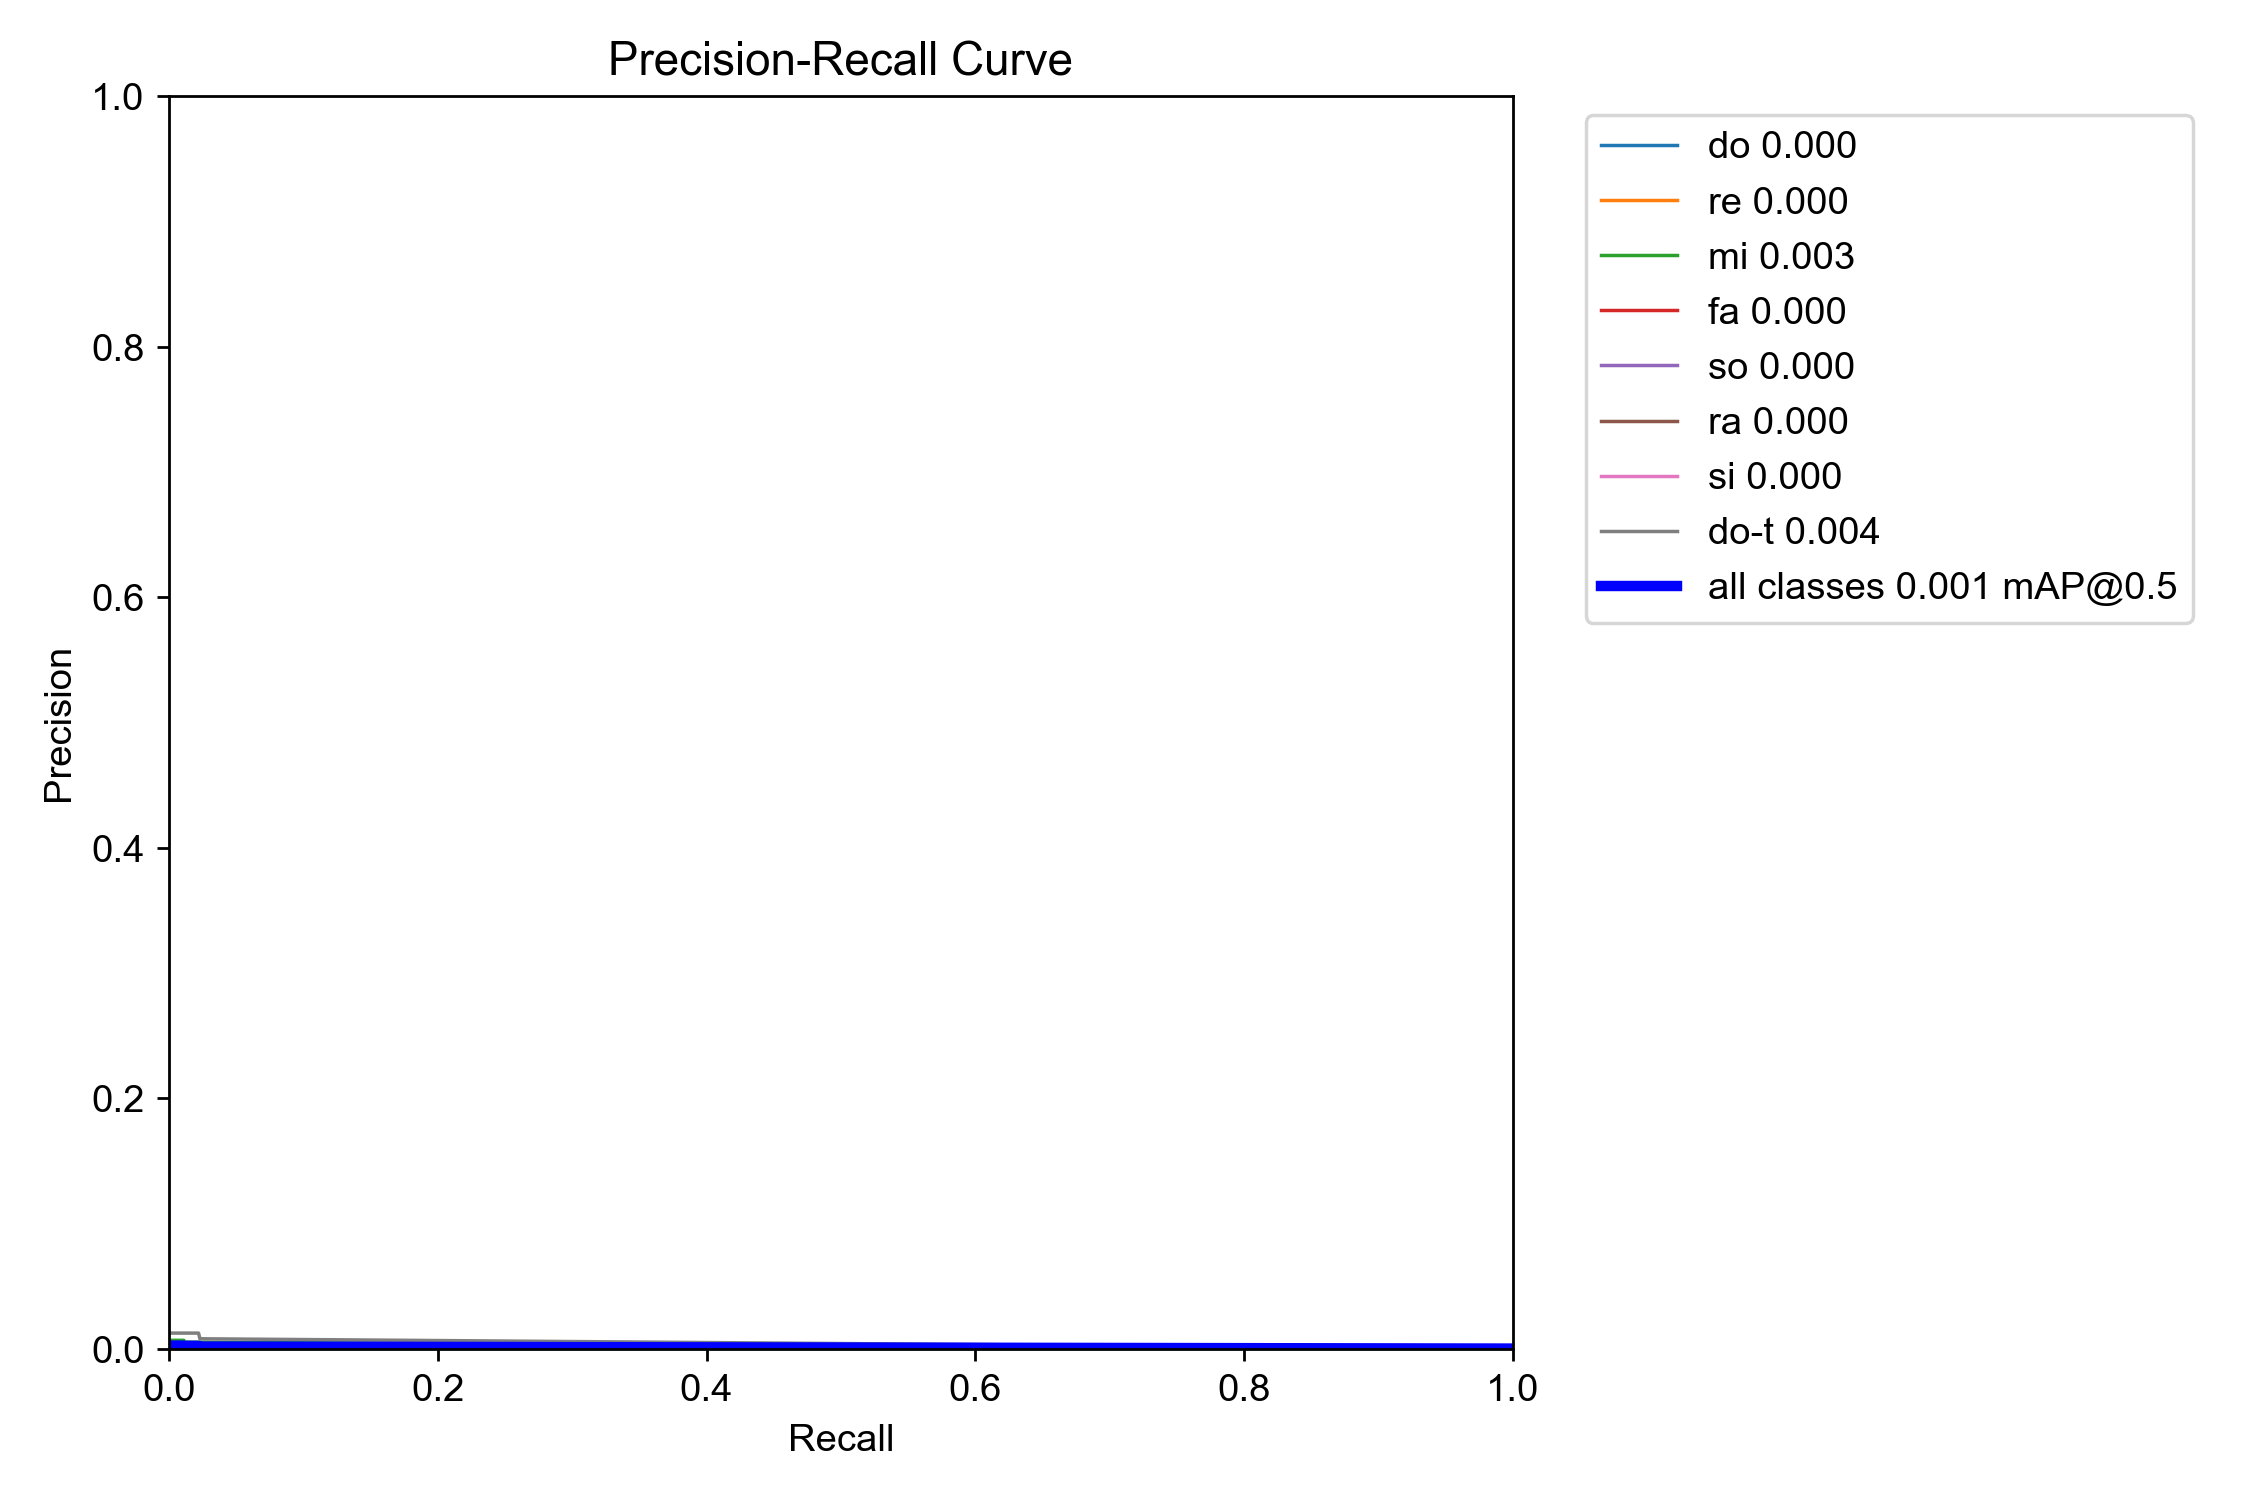 Precision-Recall Curve
1.0
0.8
0.6
0.4
0.2
0.0
Precision
0.0 0.2 0.4 0.6 0.8 1.0
Recall
do 0.000
re 0.000
mi 0.003
fa 0.000
so 0.000
ra 0.000
si 0.000
do-t 0.004
all classes 0.001 mAP@0.5